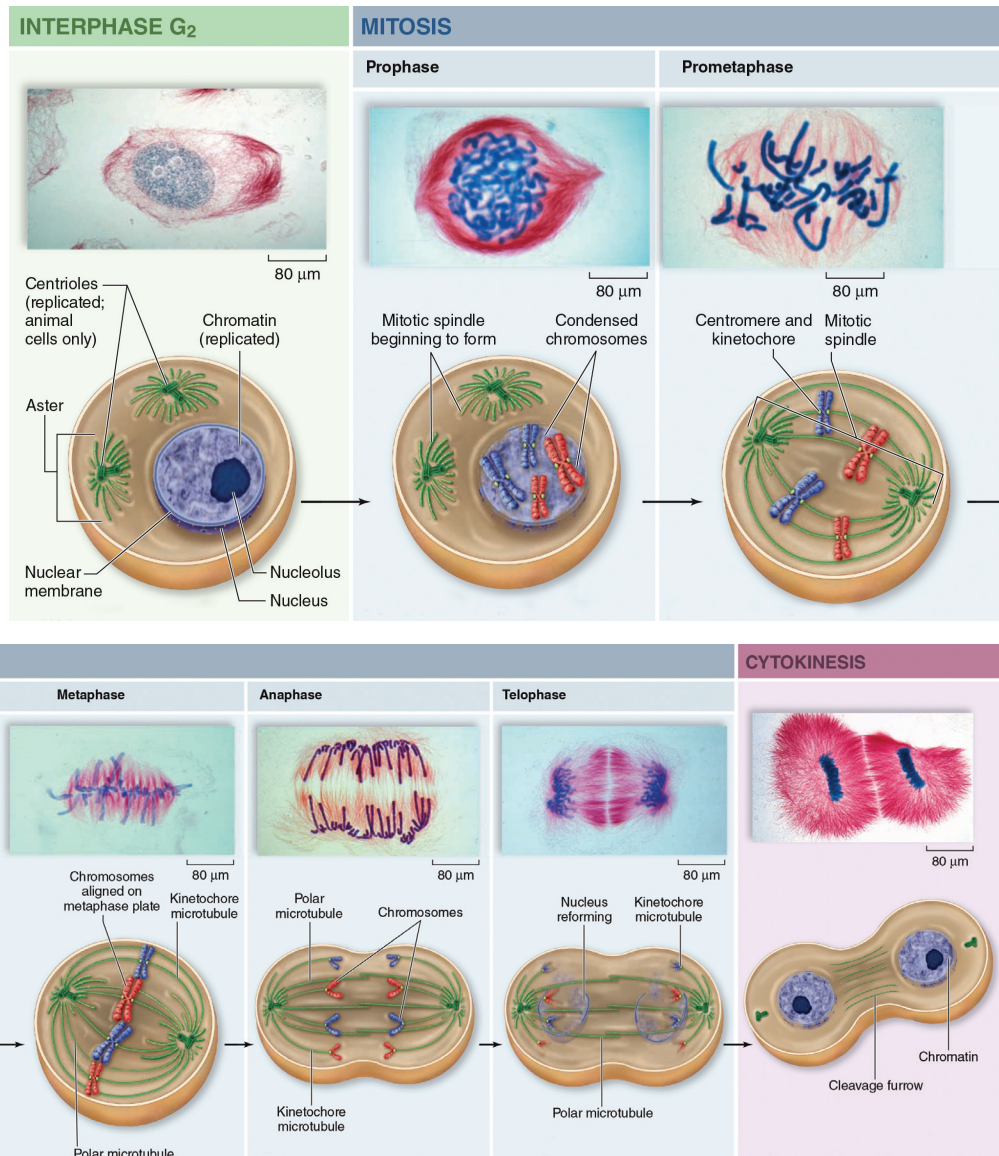 INTERPHASE G₂
MITOSIS
Prophase
Prometaphase
80 μm
80 μm
80 μm
Centrioles
(replicated;
animal
cells only)
Chromatin
(replicated)
Aster
Nuclear
membrane
Nucleolus
Nucleus
Mitotic spindle
beginning to form
Condensed
chromosomes
Centromere and
kinetochore
Mitotic
spindle
CYTOKINESIS
Metaphase
Anaphase
Telophase
80 μm
80 μm
80 μm
80 μm
Chromosomes
aligned on
metaphase plate
Kinetochore
microtubule
Polar microtubule
Polar
microtubule
Chromosomes
Kinetochore
microtubule
Nucleus
reforming
Kinetochore
microtubule
Polar microtubule
Chromatin
Cleavage furrow